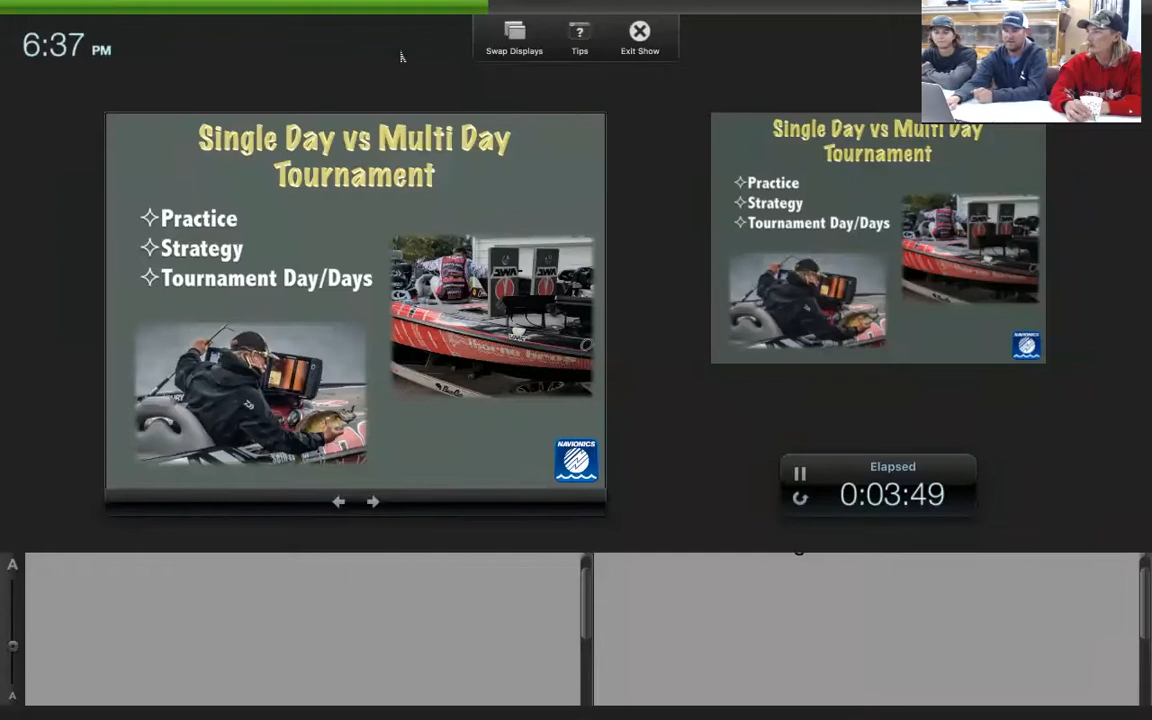 6:37 PM
Swap Displays
Tips
Exit Show
Single Day vs Multi Day
Tournament
✧Practice
✧Strategy
✧Tournament Day/Days
NAVIONICS
Single Day vs Multi Day
Tournament
✧Practice
✧Strategy
✧Tournament Day/Days
Elapsed
0:03:49
A
A